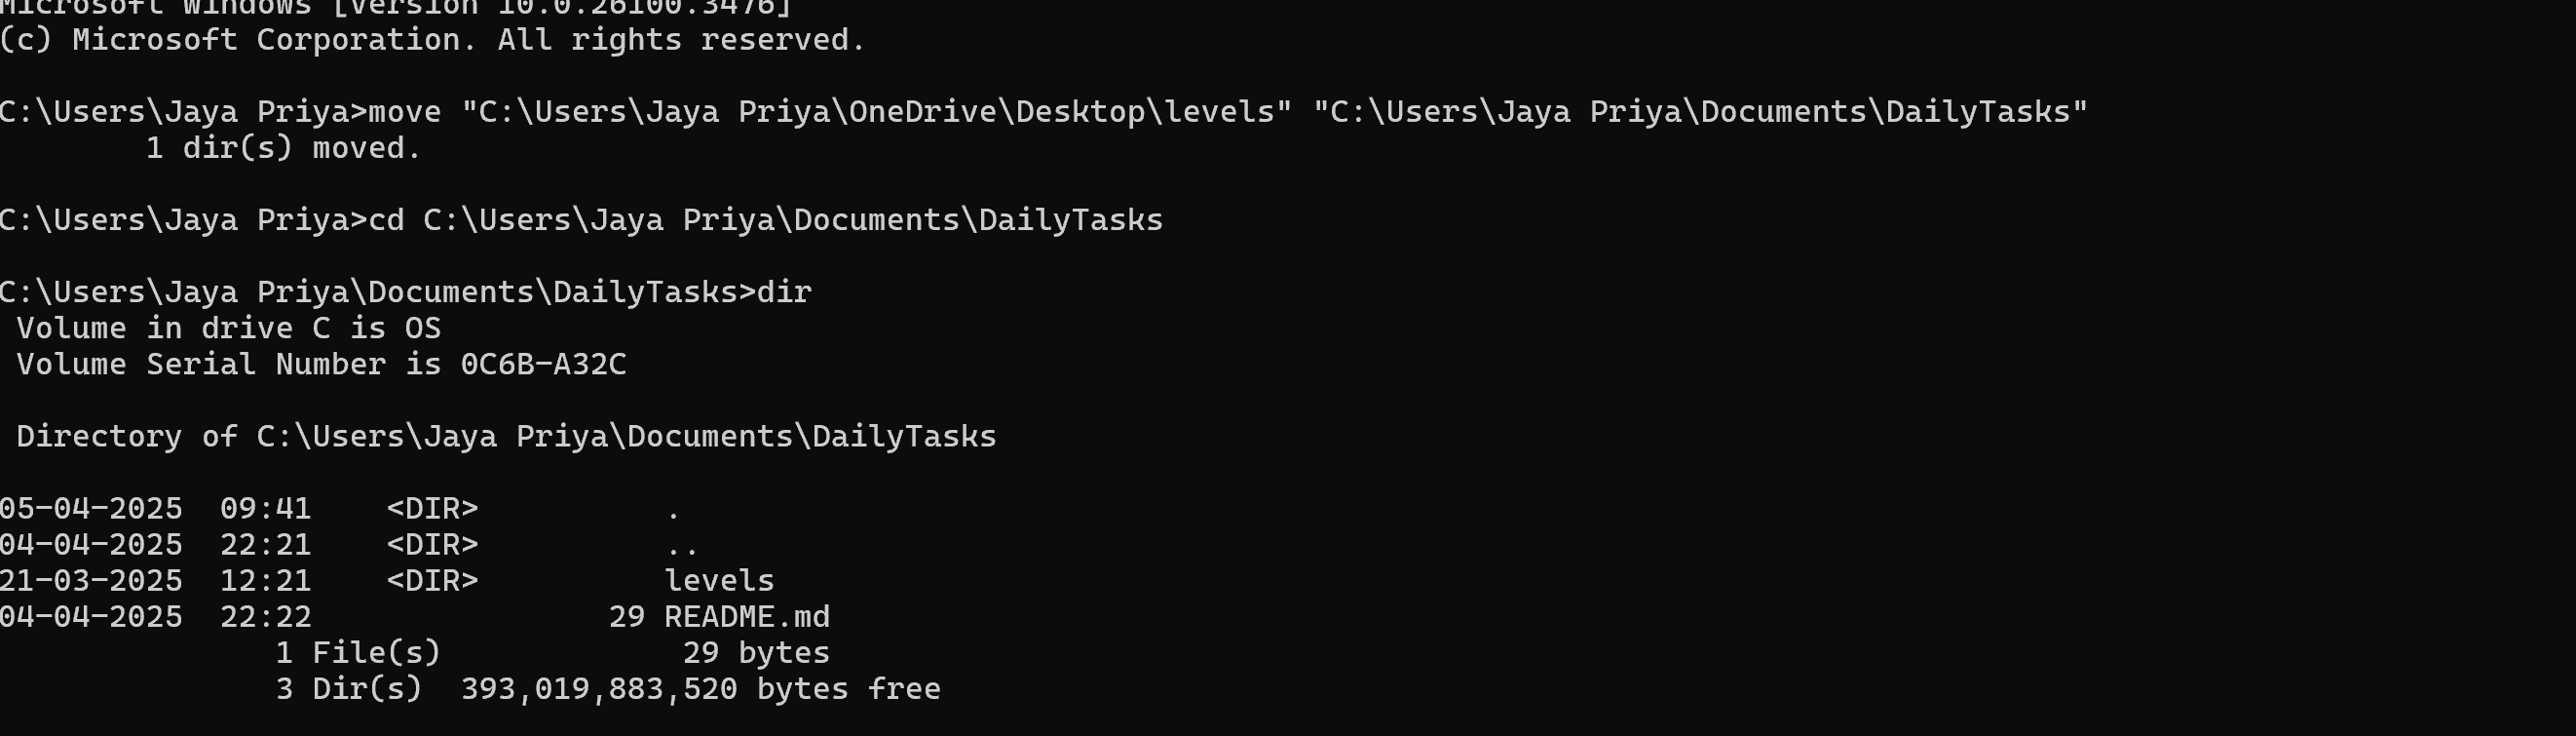 Microsoft Windows [Version 10.0.26100.3476]
(c) Microsoft Corporation. All rights reserved.
C:\Users\Jaya Priya>move "C:\Users\Jaya Priya\OneDrive\Desktop\levels" "C:\Users\Jaya Priya\Documents\DailyTasks"
        1 dir(s) moved.
C:\Users\Jaya Priya>cd C:\Users\Jaya Priya\Documents\DailyTasks
C:\Users\Jaya Priya\Documents\DailyTasks>dir
 Volume in drive C is OS
 Volume Serial Number is 0C6B-A32C
 Directory of C:\Users\Jaya Priya\Documents\DailyTasks
05-04-2025  09:41    <DIR>          .
04-04-2025  22:21    <DIR>          ..
21-03-2025  12:21    <DIR>          levels
04-04-2025  22:22                29 README.md
               1 File(s)             29 bytes
               3 Dir(s)  393,019,883,520 bytes free